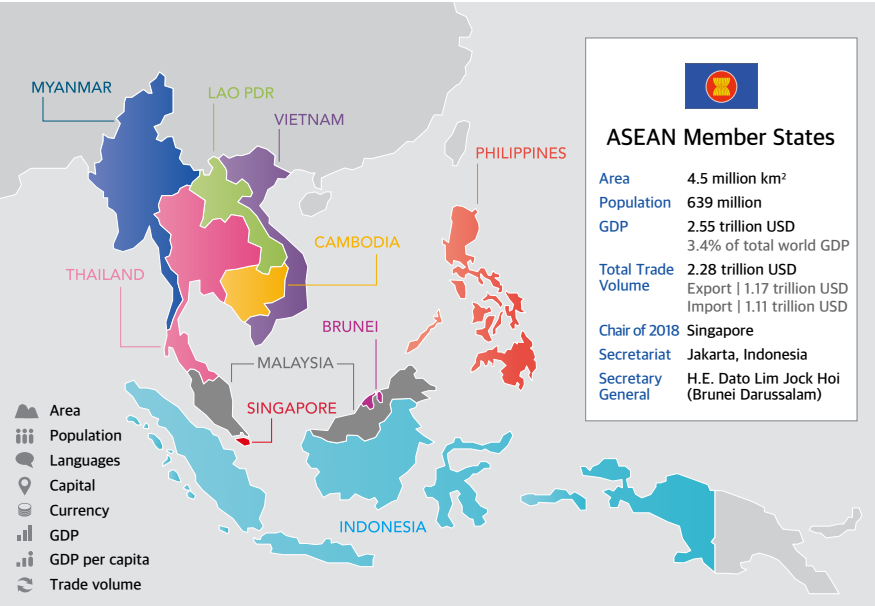 MYANMAR
LAO PDR
VIETNAM
PHILIPPINES
CAMBODIA
THAILAND
BRUNEI
MALAYSIA
SINGAPORE
INDONESIA
Area
Population
Languages
Capital
Currency
GDP
GDP per capita
Trade volume
ASEAN Member States
Area 4.5 million km²
Population 639 million
GDP 2.55 trillion USD
3.4% of total world GDP
Total Trade 2.28 trillion USD
Volume Export | 1.17 trillion USD
Import | 1.11 trillion USD
Chair of 2018 Singapore
Secretariat Jakarta, Indonesia
Secretary H.E. Dato Lim Jock Hoi
General (Brunei Darussalam)